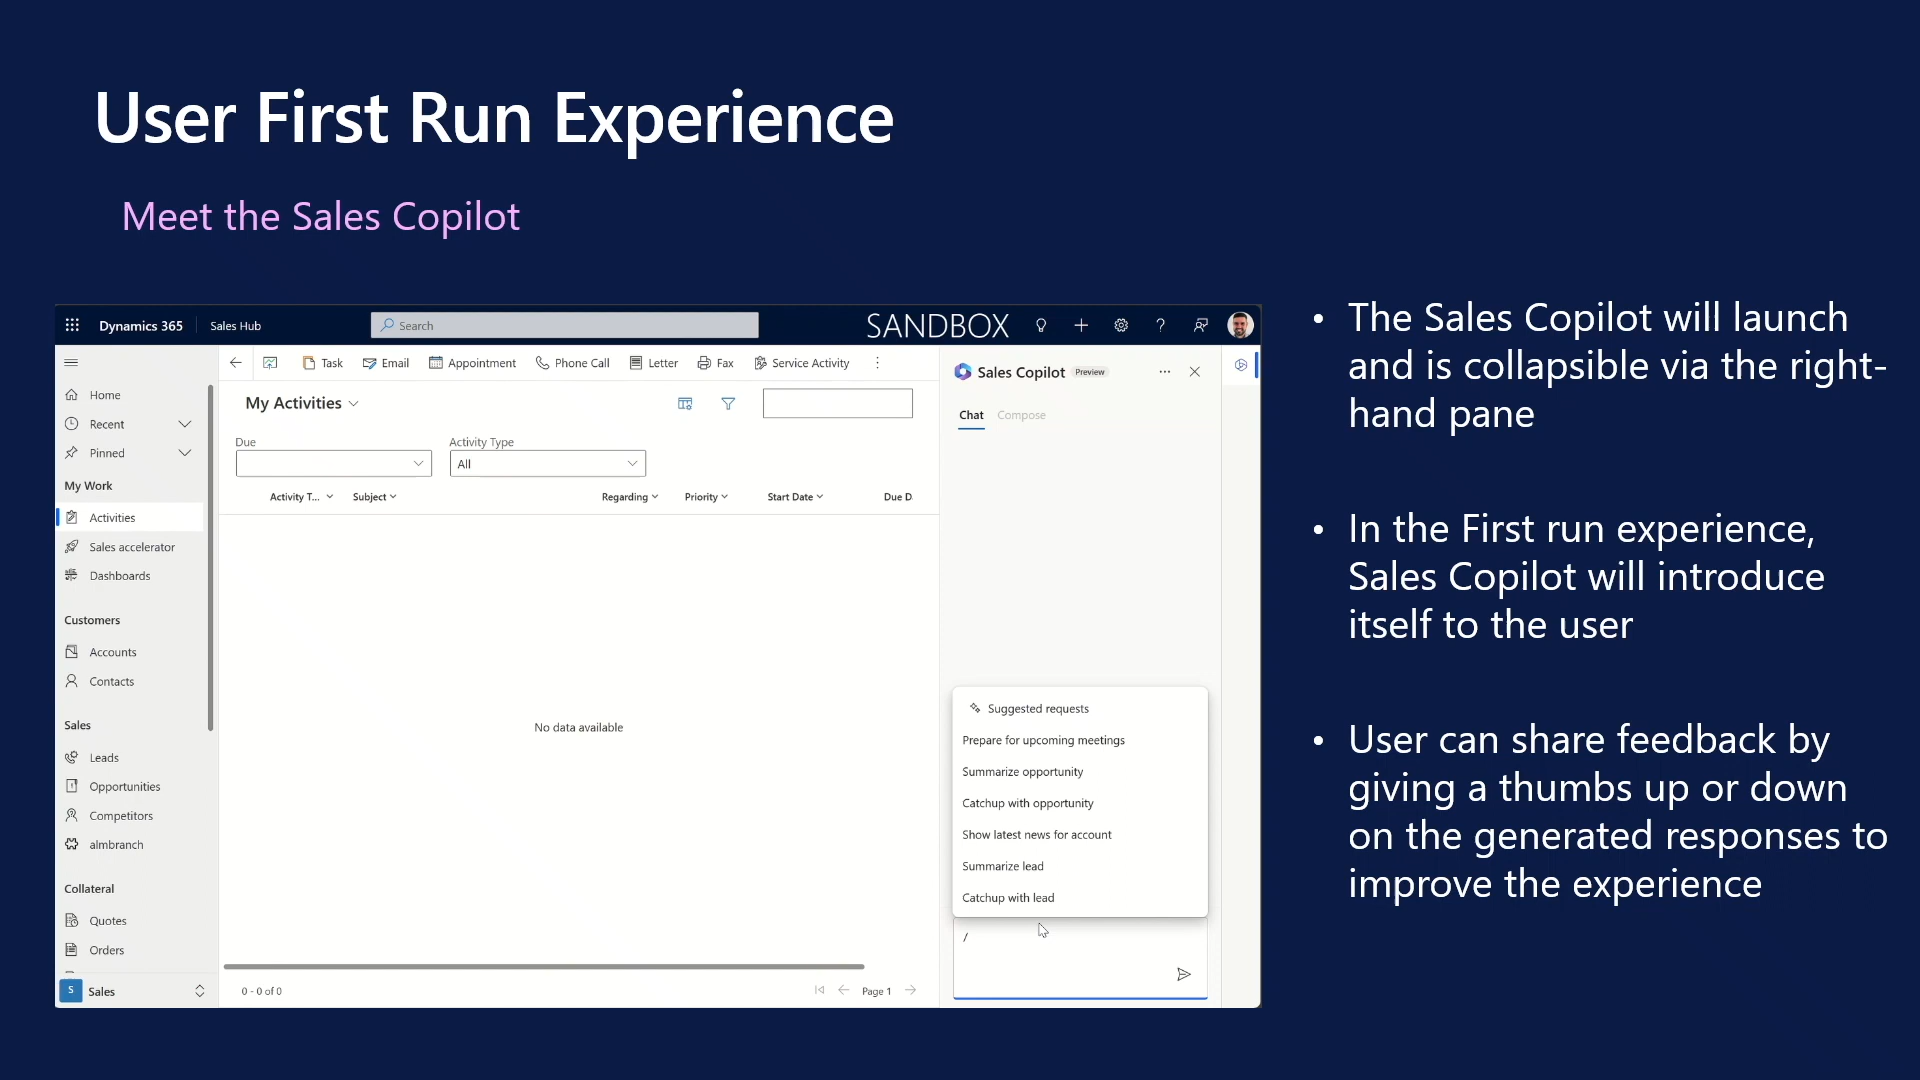 User First Run Experience
Meet the Sales Copilot
Dynamics 365 Sales Hub Search SANDBOX
Task Email Appointment Phone Call Letter Fax Service Activity
Home
Recent
Pinned
My Work
Activities
Sales accelerator
Dashboards
Customers
Accounts
Contacts
Sales
Leads
Opportunities
Competitors
almbranch
Collateral
Quotes
Orders
S Sales
My Activities
Due Activity Type
All
Activity T... Subject Regarding Priority Start Date Due D
No data available
0 - 0 of 0 Page 1
Sales Copilot Preview
Chat Compose
Suggested requests
Prepare for upcoming meetings
Summarize opportunity
Catchup with opportunity
Show latest news for account
Summarize lead
Catchup with lead
/
• The Sales Copilot will launch
and is collapsible via the right-
hand pane
• In the First run experience,
Sales Copilot will introduce
itself to the user
• User can share feedback by
giving a thumbs up or down
on the generated responses to
improve the experience